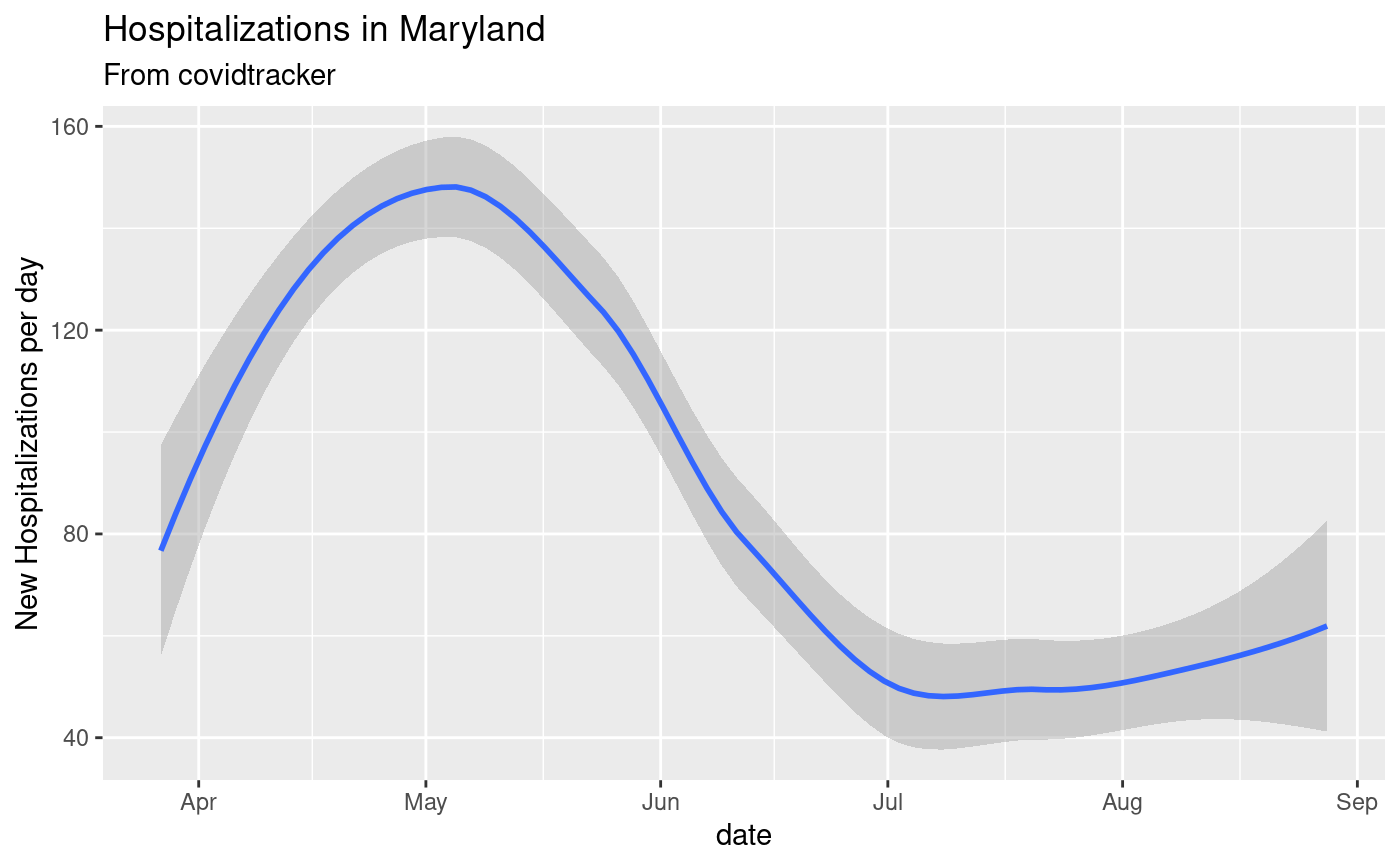 Hospitalizations in Maryland
From covidtracker
New Hospitalizations per day
160
120
80
40
Apr May Jun Jul Aug Sep
date